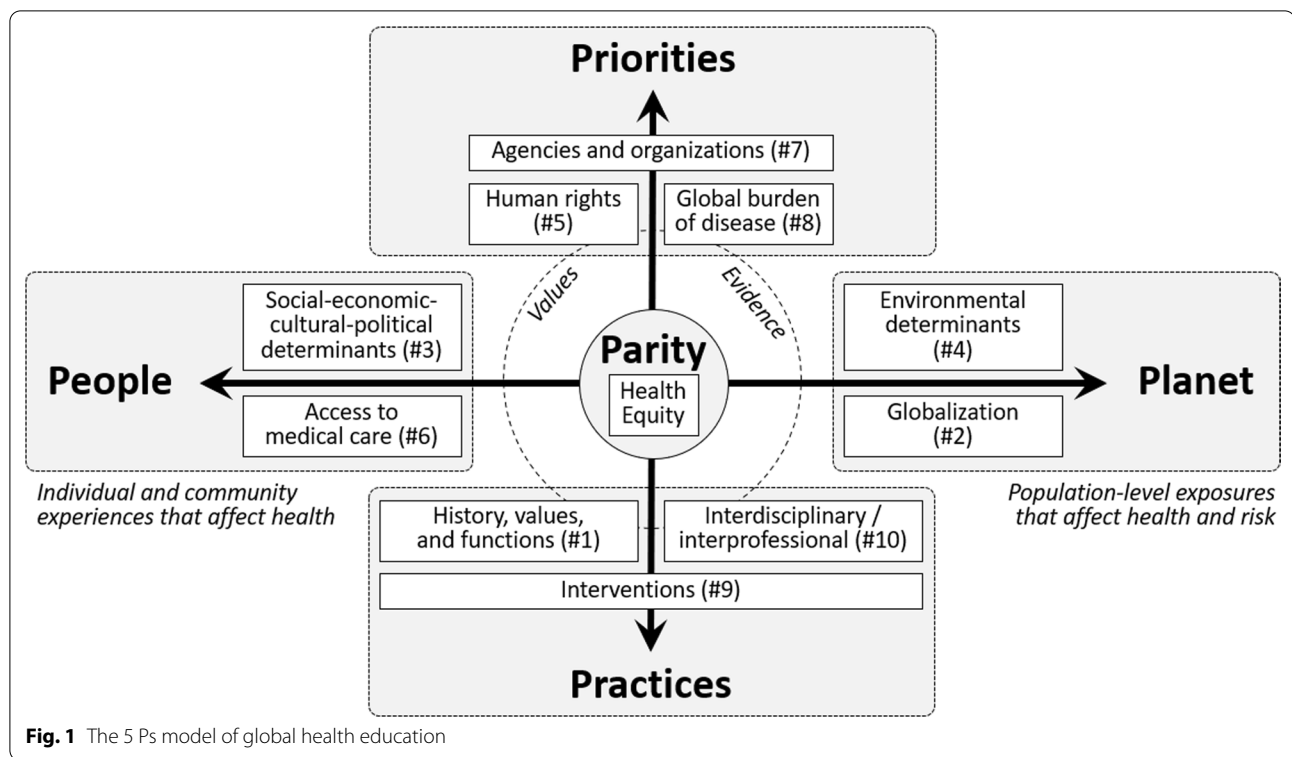 Priorities
Agencies and organizations (#7)
Human rights
(#5)
Global burden
of disease (#8)
Values
Evidence
Social-economic-
cultural-political
determinants (#3)
People
Access to
medical care (#6)
Individual and community
experiences that affect health
Parity
Health
Equity
Environmental
determinants
(#4)
Planet
Globalization
(#2)
Population-level exposures
that affect health and risk
History, values,
and functions (#1)
Interdisciplinary /
interprofessional (#10)
Interventions (#9)
Practices
Fig. 1 The 5 Ps model of global health education